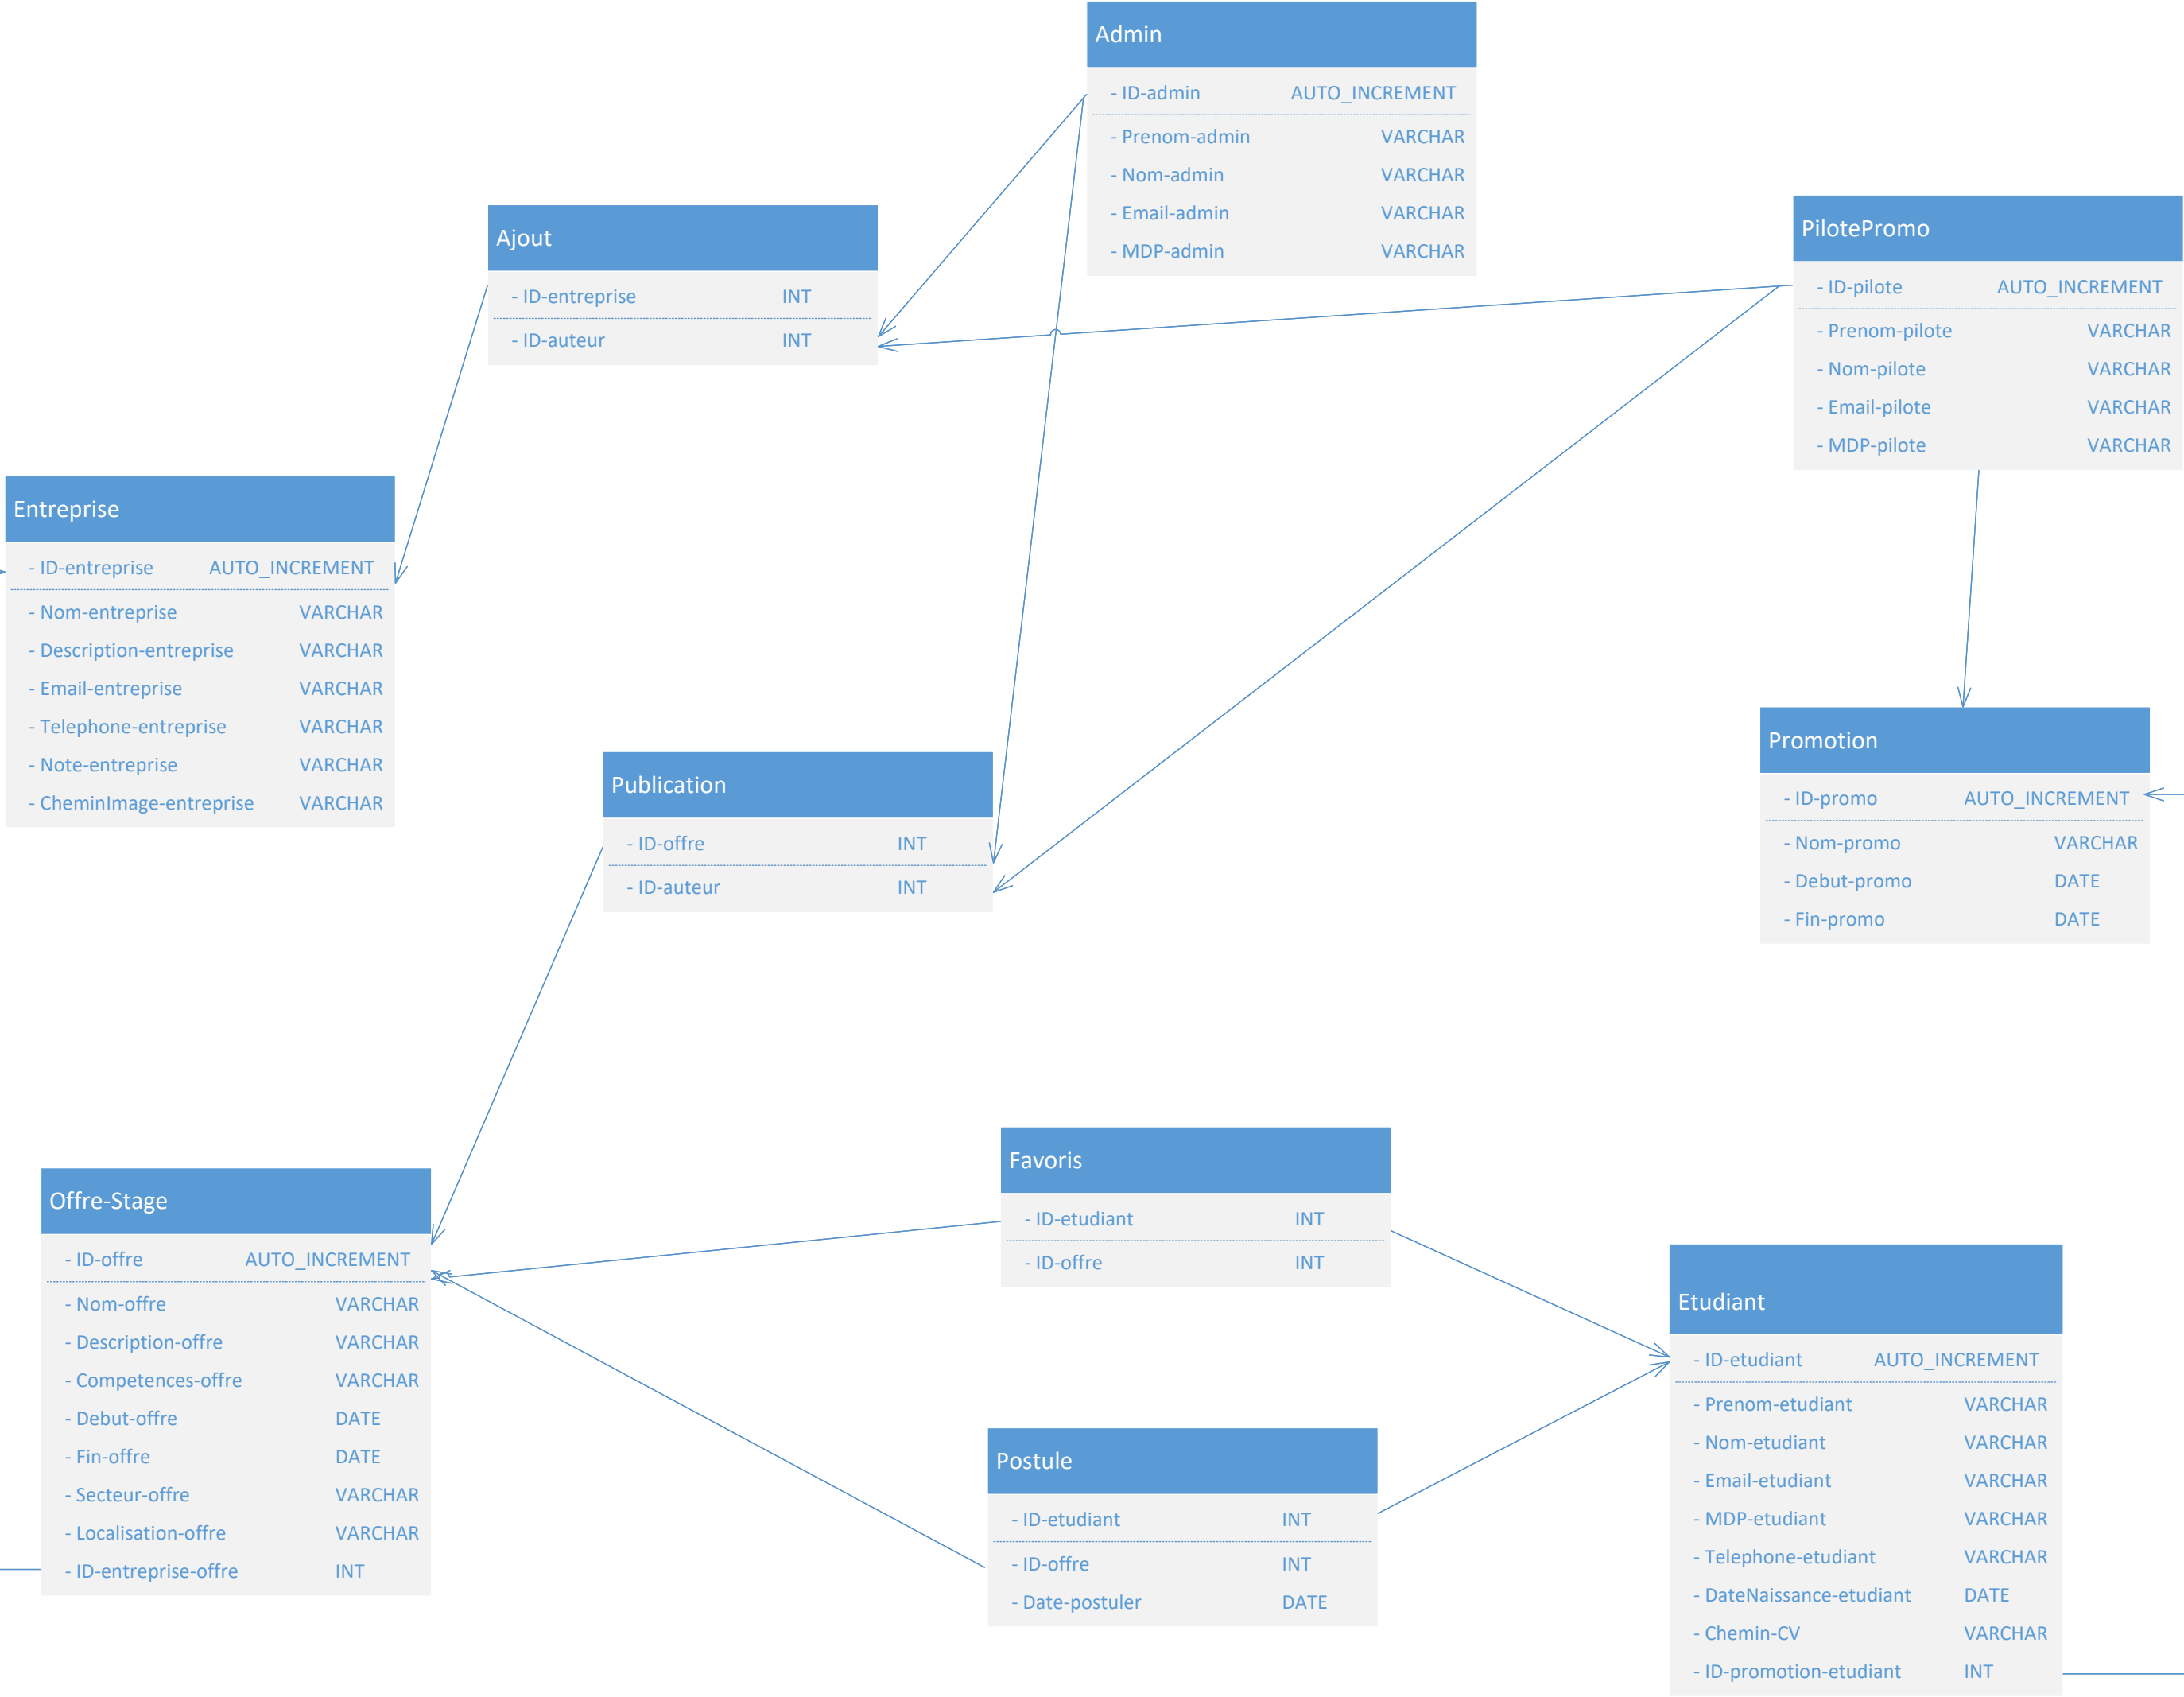 Admin
- ID-admin AUTO_INCREMENT
- Prenom-admin VARCHAR
- Nom-admin VARCHAR
- Email-admin VARCHAR
- MDP-admin VARCHAR
Ajout
- ID-entreprise INT
- ID-auteur INT
PilotePromo
- ID-pilote AUTO_INCREMENT
- Prenom-pilote VARCHAR
- Nom-pilote VARCHAR
- Email-pilote VARCHAR
- MDP-pilote VARCHAR
Entreprise
- ID-entreprise AUTO_INCREMENT
- Nom-entreprise VARCHAR
- Description-entreprise VARCHAR
- Email-entreprise VARCHAR
- Telephone-entreprise VARCHAR
- Note-entreprise VARCHAR
- CheminImage-entreprise VARCHAR
Publication
- ID-offre INT
- ID-auteur INT
Promotion
- ID-promo AUTO_INCREMENT
- Nom-promo VARCHAR
- Debut-promo DATE
- Fin-promo DATE
Offre-Stage
- ID-offre AUTO_INCREMENT
- Nom-offre VARCHAR
- Description-offre VARCHAR
- Competences-offre VARCHAR
- Debut-offre DATE
- Fin-offre DATE
- Secteur-offre VARCHAR
- Localisation-offre VARCHAR
- ID-entreprise-offre INT
Favoris
- ID-etudiant INT
- ID-offre INT
Postule
- ID-etudiant INT
- ID-offre INT
- Date-postuler DATE
Etudiant
- ID-etudiant AUTO_INCREMENT
- Prenom-etudiant VARCHAR
- Nom-etudiant VARCHAR
- Email-etudiant VARCHAR
- MDP-etudiant VARCHAR
- Telephone-etudiant VARCHAR
- DateNaissance-etudiant DATE
- Chemin-CV VARCHAR
- ID-promotion-etudiant INT